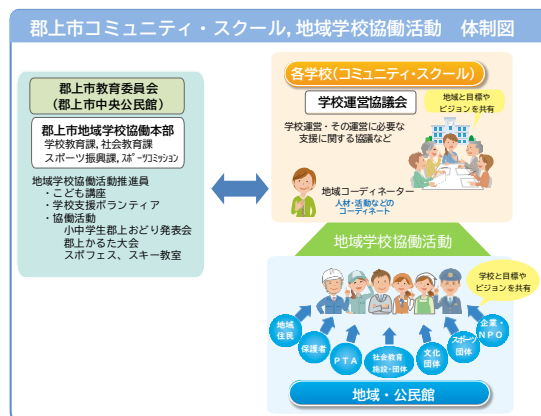 郡上市コミュニティ・スクール,地域学校協働活動　体制図
郡上市教育委員会
（郡上市中央公民館）
郡上市地域学校協働本部
学校教育課,社会教育課
スポーツ振興課,スポーツコミッション
地域学校協働活動推進員
・こども講座
・学校支援ボランティア
・協働活動
小中学生郡上おどり発表会
郡上かるた大会
スポフェス、スキー教室
各学校(コミュニティ・スクール)
学校運営協議会
学校運営・その運営に必要な
支援に関する協議など
地域と目標や
ビジョンを共有
地域コーディネーター
人材・活動などの
コーディネート
地域学校協働活動
学校と目標や
ビジョンを共有
地域
住民
保護者
PTA
社会教育
施設・団体
文化
団体
スポーツ
団体
企業・
NPO
地域・公民館